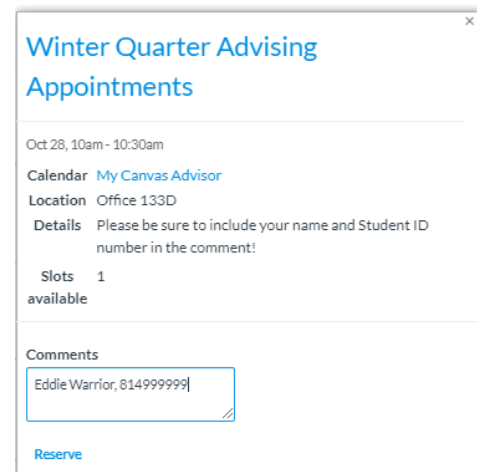 ×
Winter Quarter Advising
Appointments
Oct 28, 10am - 10:30am
Calendar My Canvas Advisor
Location Office 133D
Details Please be sure to include your name and Student ID
number in the comment!
Slots 1
available
Comments
Eddie Warrior, 814999999
Reserve